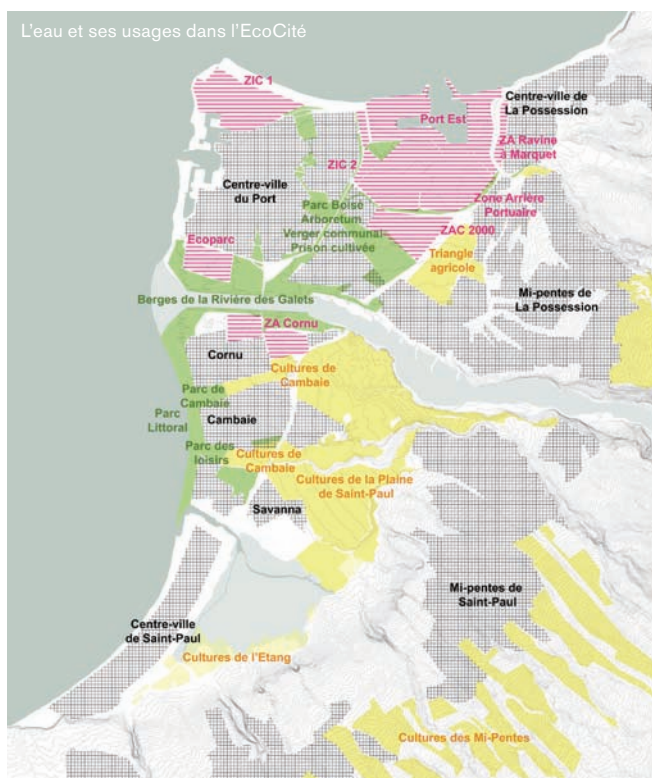 L'eau et ses usages dans l'EcoCité
ZIC 1
Centre-ville de
La Possession
Port Est
ZA Ravine
à Marquet
ZIC 2
Centre-ville
du Port
Parc Boisé
Arboretum
Verger communal
Prison cultivée
Zone Arrière
Portuaire
ZAC 2000
Ecoparc
Triangle
agricole
Berges de la Rivière des Galets
Mi-pentes de
La Possession
ZA Cornu
Cornu
Cultures de
Cambaie
Parc de
Cambaie
Parc
Littoral
Cambaie
Parc des
loisirs
Cultures de
Cambaie
Cultures de la Plaine
de Saint-Paul
Savanna
Mi-pentes de
Saint-Paul
Centre-ville
de Saint-Paul
Cultures de l'Etang
Cultures des Mi-Pentes